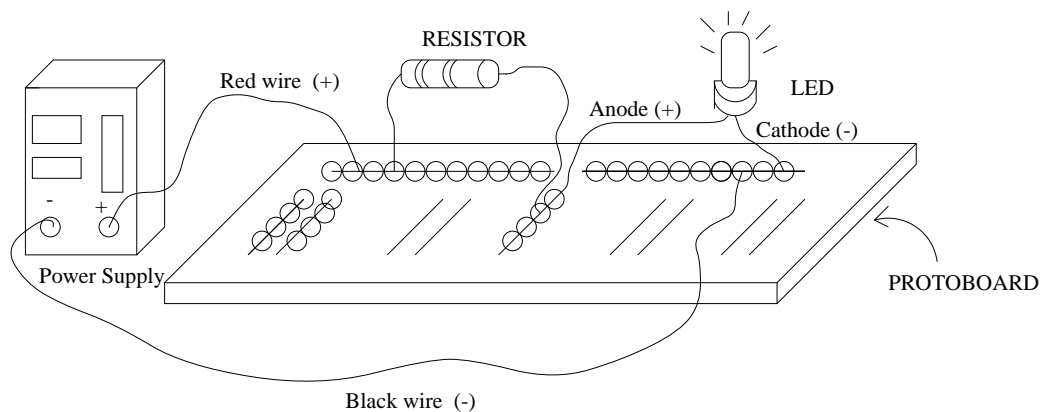 RESISTOR
Red wire (+)
LED
Anode (+)
Cathode (-)
- +
Power Supply
PROTOBOARD
Black wire (-)